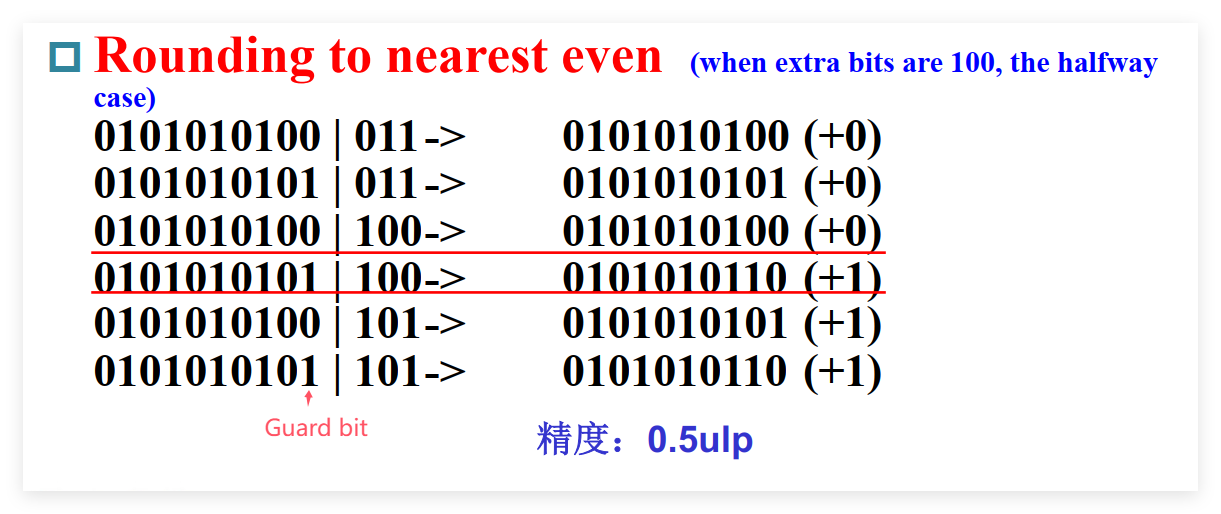 Rounding to nearest even (when extra bits are 100, the halfway
case)
0101010100 | 011-> 0101010100 (+0)
0101010101 | 011-> 0101010101 (+0)
0101010100 | 100-> 0101010100 (+0)
0101010101 | 100-> 0101010110 (+1)
0101010100 | 101-> 0101010101 (+1)
0101010101 | 101-> 0101010110 (+1)
Guard bit
精度：0.5ulp